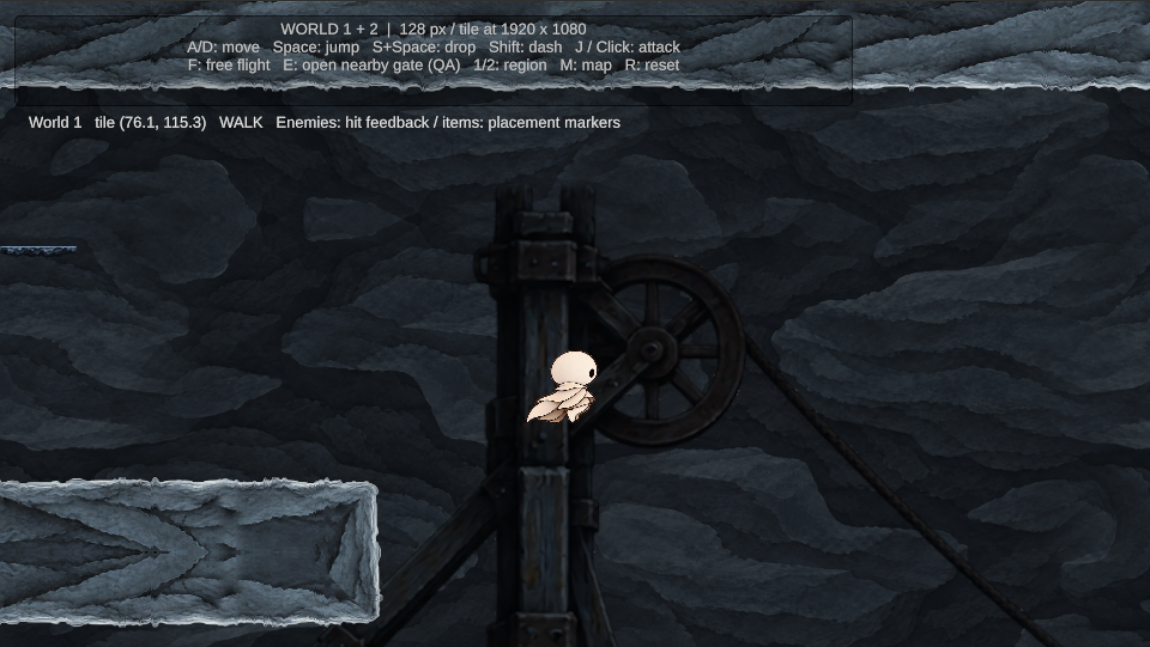 WORLD 1 + 2 | 128 px / tile at 1920 x 1080
A/D: move Space: jump S+Space: drop Shift: dash J / Click: attack
F: free flight E: open nearby gate (QA) 1/2: region M: map R: reset
World 1 tile (76.1, 115.3) WALK Enemies: hit feedback / items: placement markers